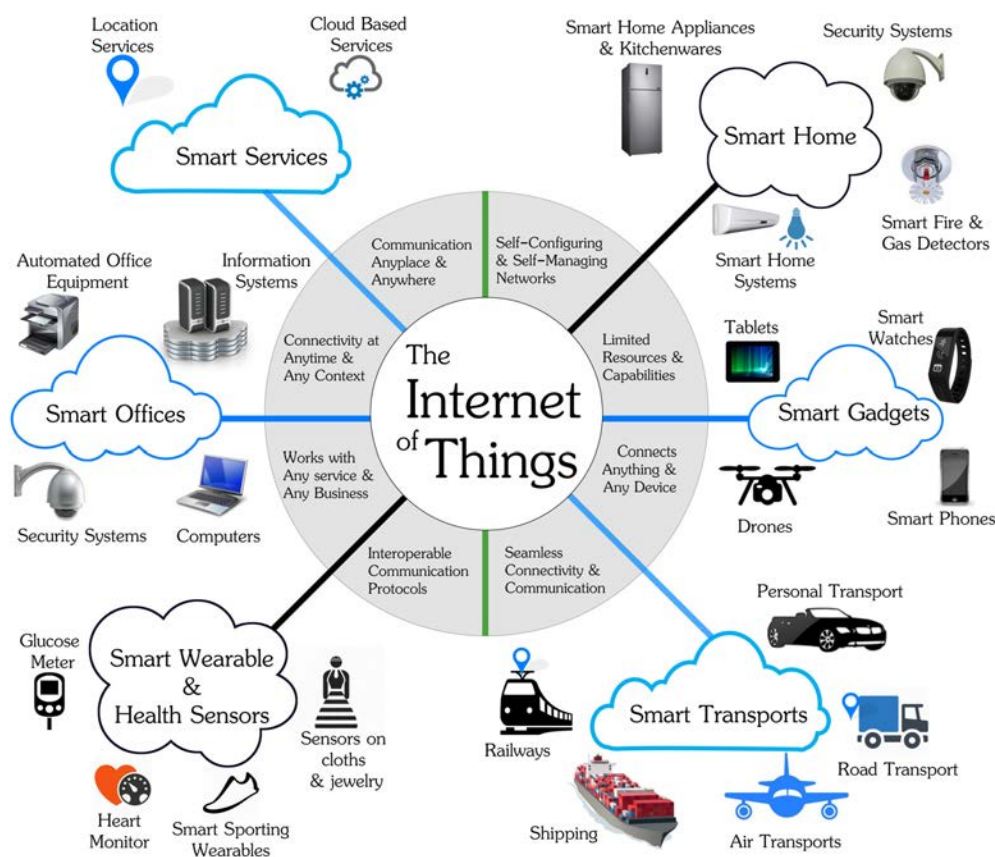 Location
Services
Cloud Based
Services
Smart Services
Smart Home Appliances
& Kitchenwares
Security Systems
Smart Home
Smart Home
Systems
Smart Fire &
Gas Detectors
Communication
Anyplace &
Anywhere
Self-Configuring
& Self-Managing
Networks
Automated Office
Equipment
Information
Systems
Smart Offices
Security Systems
Computers
Connectivity at
Anytime &
Any Context
Limited
Resources &
Capabilities
The
Internet
of
Things
Tablets
Smart
Watches
Smart Gadgets
Drones
Smart Phones
Works with
Any service &
Any Business
Connects
Anything &
Any Device
Interoperable
Communication
Protocols
Seamless
Connectivity &
Communication
Glucose
Meter
Smart Wearable
&
Health Sensors
Sensors on
cloths
& jewelry
Heart
Monitor
Smart Sporting
Wearables
Personal Transport
Railways
Smart Transports
Road Transport
Shipping
Air Transports